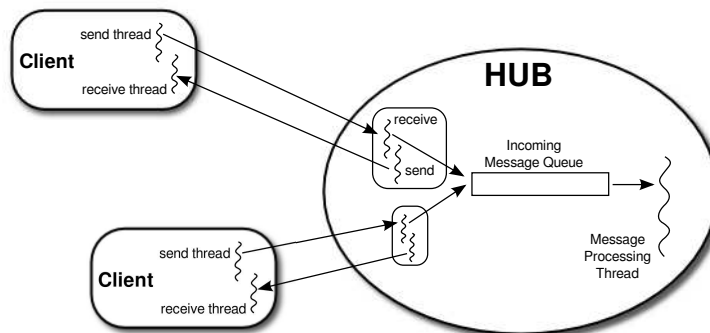 send thread
Client
receive thread
HUB
receive
send
Incoming
Message Queue
send thread
Client
receive thread
Message
Processing
Thread